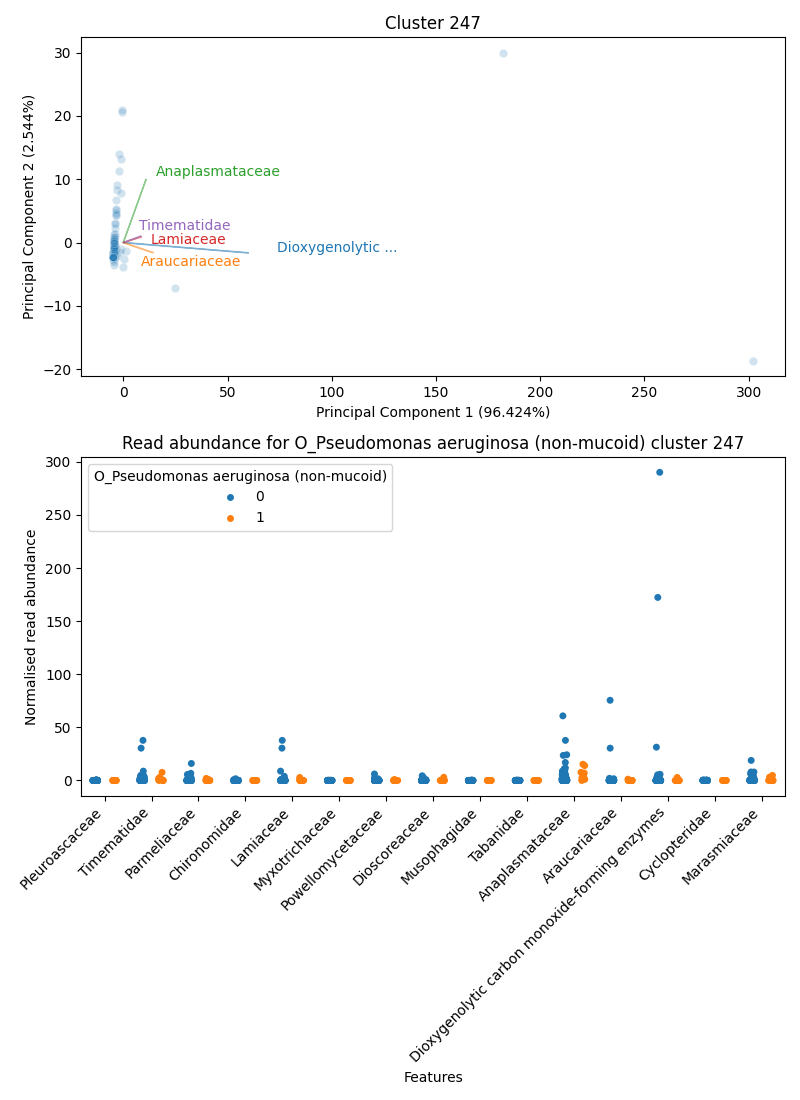 Cluster 247
Principal Component 2 (2.544%)
30
20
10
0
−10
−20
Anaplasmataceae
Timematidae
Lamiaceae
Dioxygenolytic ...
Araucariaceae
0
50
100
150
200
250
300
Principal Component 1 (96.424%)
Read abundance for O_Pseudomonas aeruginosa (non-mucoid) cluster 247
Normalised read abundance
300
250
200
150
100
50
0
O_Pseudomonas aeruginosa (non-mucoid)
0
1
Pleuroascaceae
Timematidae
Parmeliaceae
Chironomidae
Lamiaceae
Myxotrichaceae
Powellomycetaceae
Dioscoreaceae
Musophagidae
Tabanidae
Anaplasmataceae
Araucariaceae
Dioxygenolytic carbon monoxide-forming enzymes
Cyclopteridae
Marasmiaceae
Features